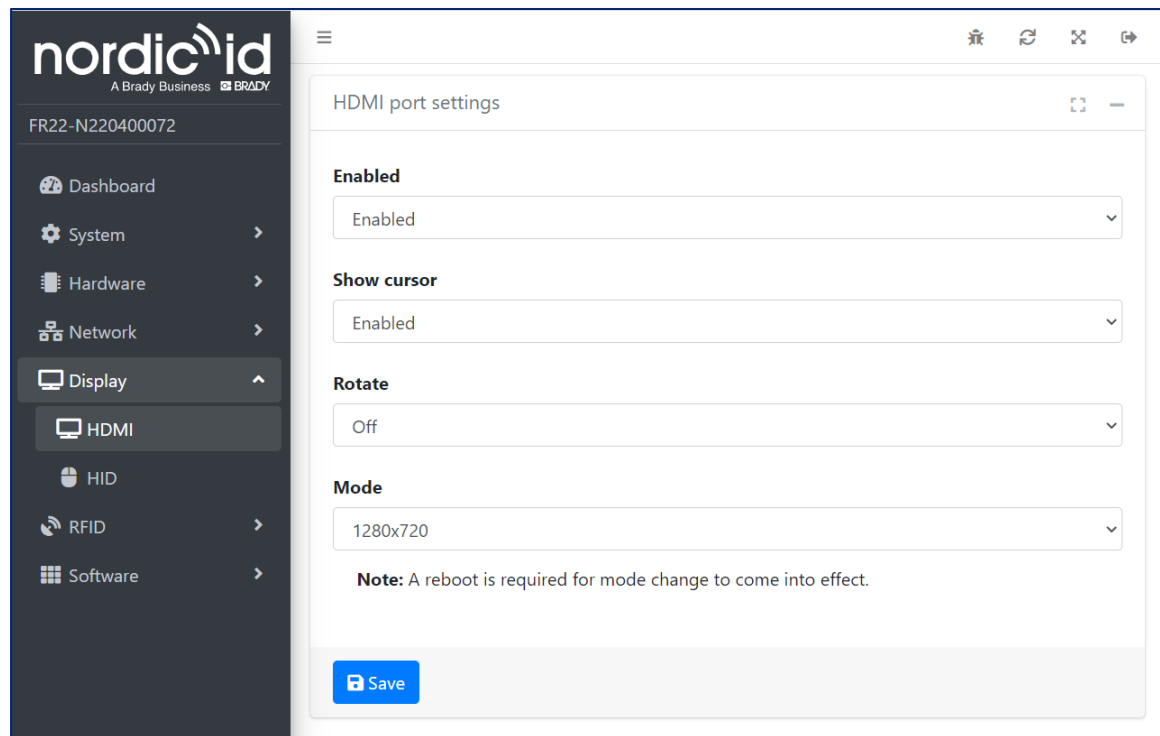 nordic id
A Brady Business BRADY
FR22-N220400072
Dashboard
System
Hardware
Network
Display
HDMI
HID
RFID
Software
HDMI port settings
Enabled
Enabled
Show cursor
Enabled
Rotate
Off
Mode
1280x720
Note: A reboot is required for mode change to come into effect.
Save